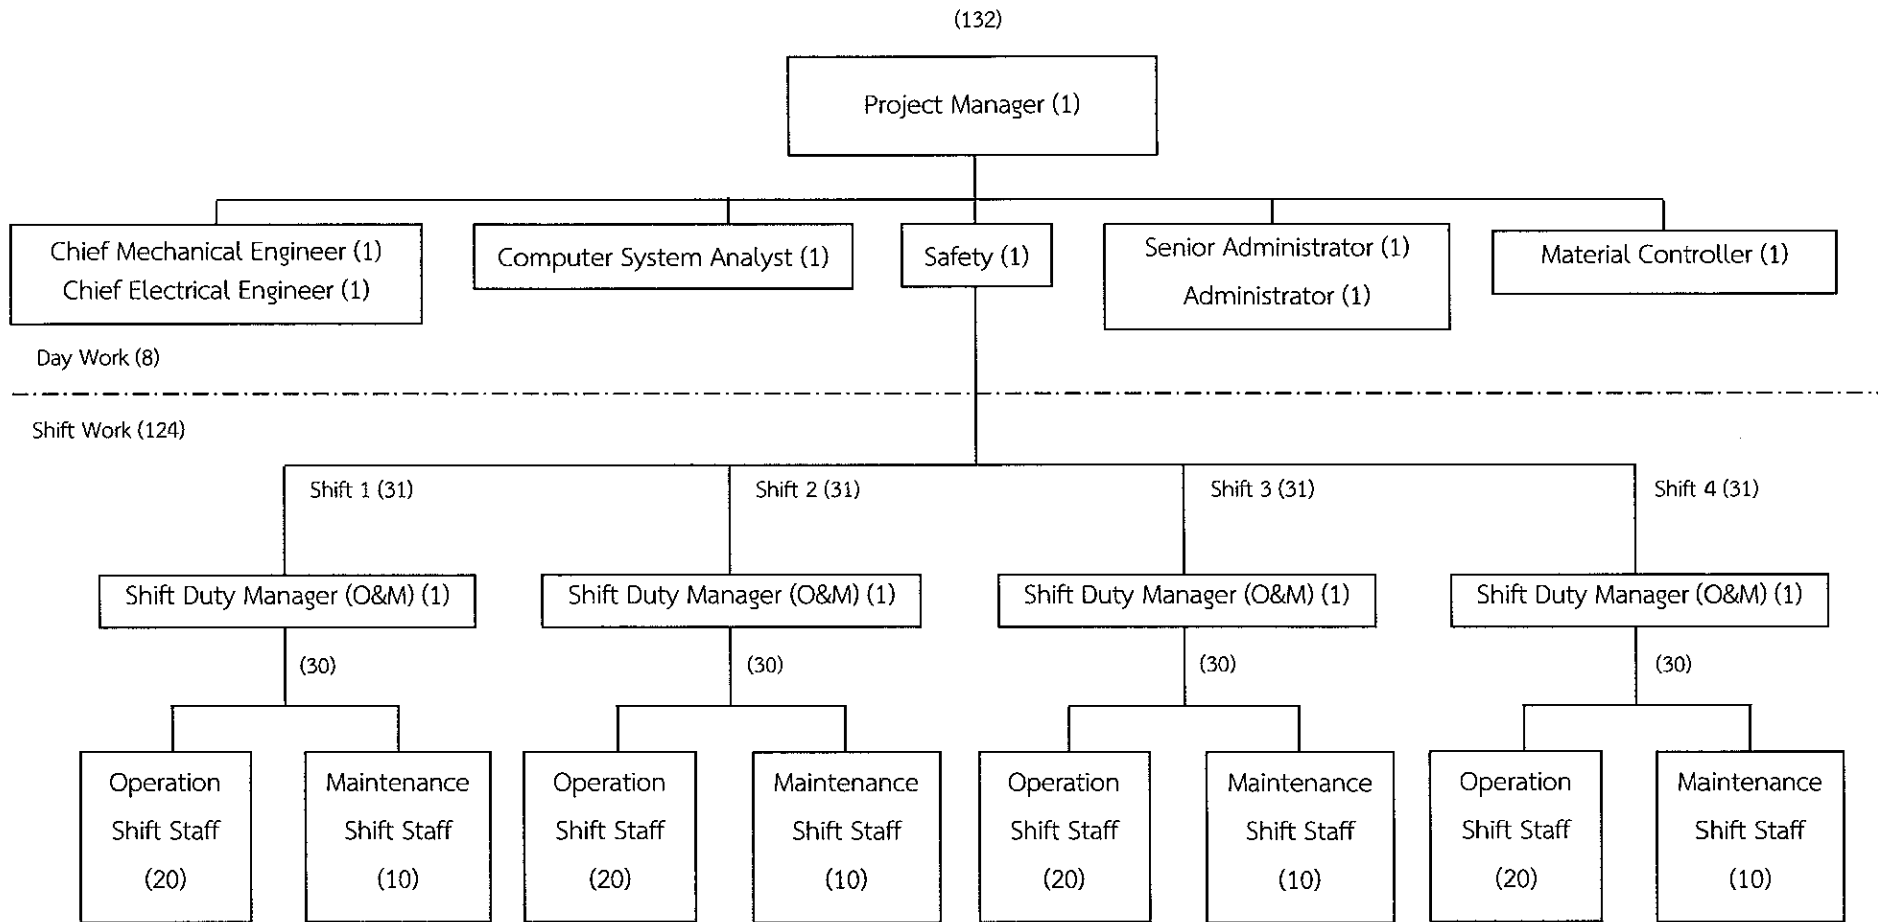 (132)
Project Manager (1)
Chief Mechanical Engineer (1)
Chief Electrical Engineer (1)
Computer System Analyst (1)
Safety (1)
Senior Administrator (1)
Administrator (1)
Material Controller (1)
Day Work (8)
Shift Work (124)
Shift 1 (31)
Shift 2 (31)
Shift 3 (31)
Shift 4 (31)
Shift Duty Manager (O&M) (1)
Shift Duty Manager (O&M) (1)
Shift Duty Manager (O&M) (1)
Shift Duty Manager (O&M) (1)
(30)
(30)
(30)
(30)
Operation
Shift Staff
(20)
Maintenance
Shift Staff
(10)
Operation
Shift Staff
(20)
Maintenance
Shift Staff
(10)
Operation
Shift Staff
(20)
Maintenance
Shift Staff
(10)
Operation
Shift Staff
(20)
Maintenance
Shift Staff
(10)